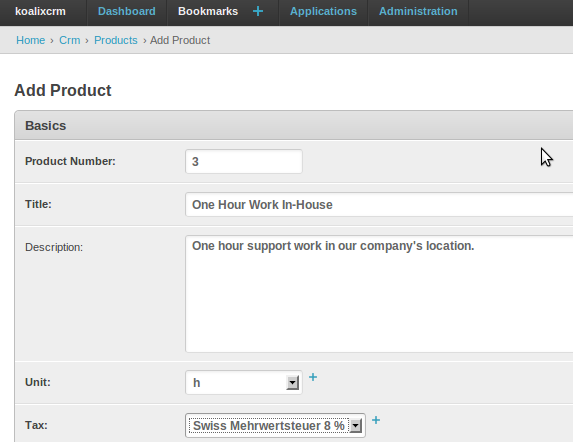 koalixcrm Dashboard Bookmarks + Applications Administration
Home › Crm › Products › Add Product
Add Product
Basics
Product Number: 3
Title: One Hour Work In-House
Description: One hour support work in our company's location.
Unit: h +
Tax: Swiss Mehrwertsteuer 8 % +